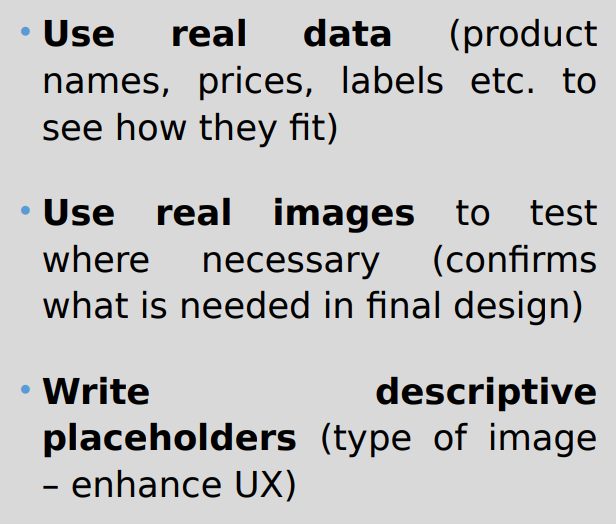 • Use real data (product
names, prices, labels etc. to
see how they fit)
• Use real images to test
where necessary (confirms
what is needed in final design)
• Write descriptive
placeholders (type of image
– enhance UX)